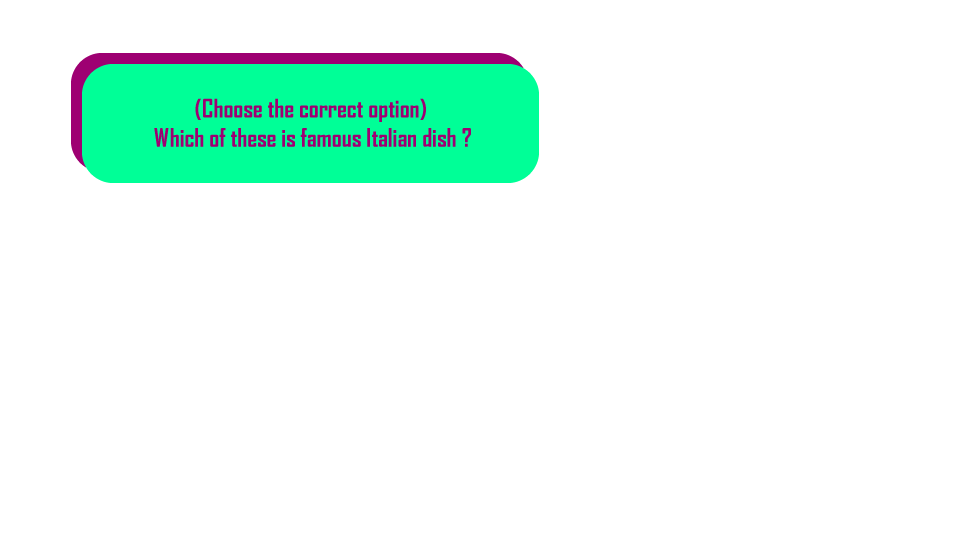 (Choose the correct option)
Which of these is famous Italian dish ?